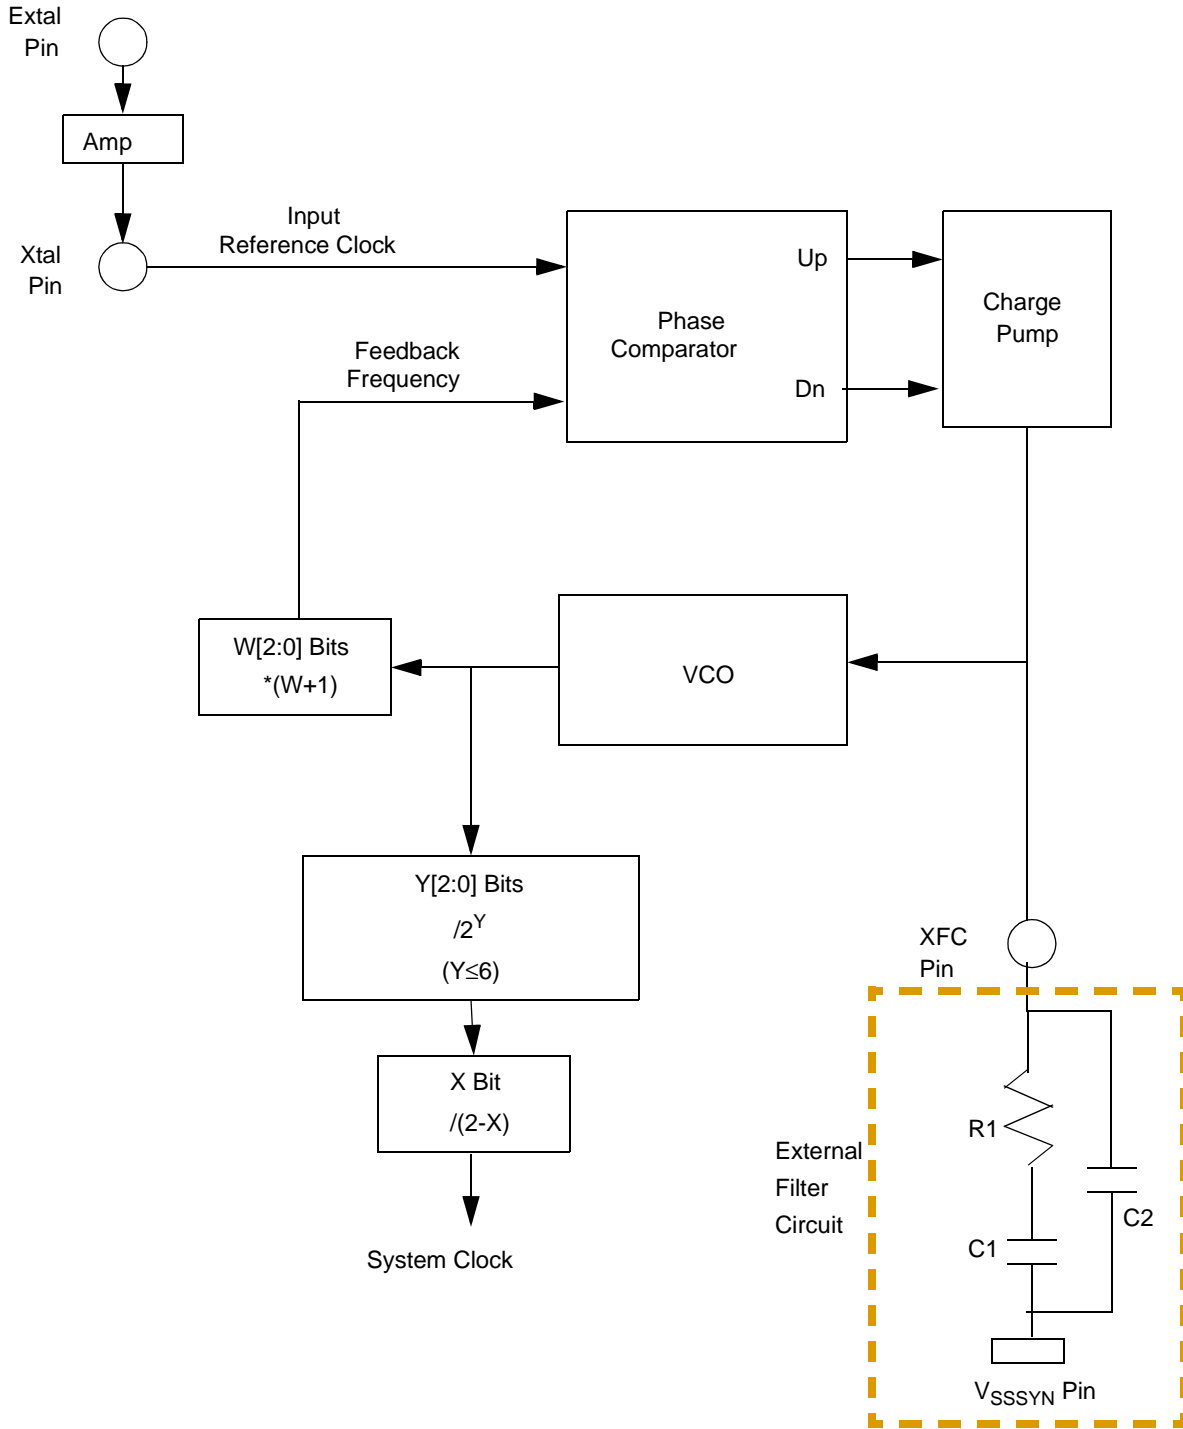 Extal
Pin
Amp
Xtal
Pin
Input
Reference Clock
Feedback
Frequency
Phase
Comparator
Up
Dn
Charge
Pump
W[2:0] Bits
*(W+1)
VCO
Y[2:0] Bits
/2^Y
(Y≤6)
X Bit
/(2-X)
System Clock
XFC
Pin
External
Filter
Circuit
R1
C1
C2
V_SSSYN Pin